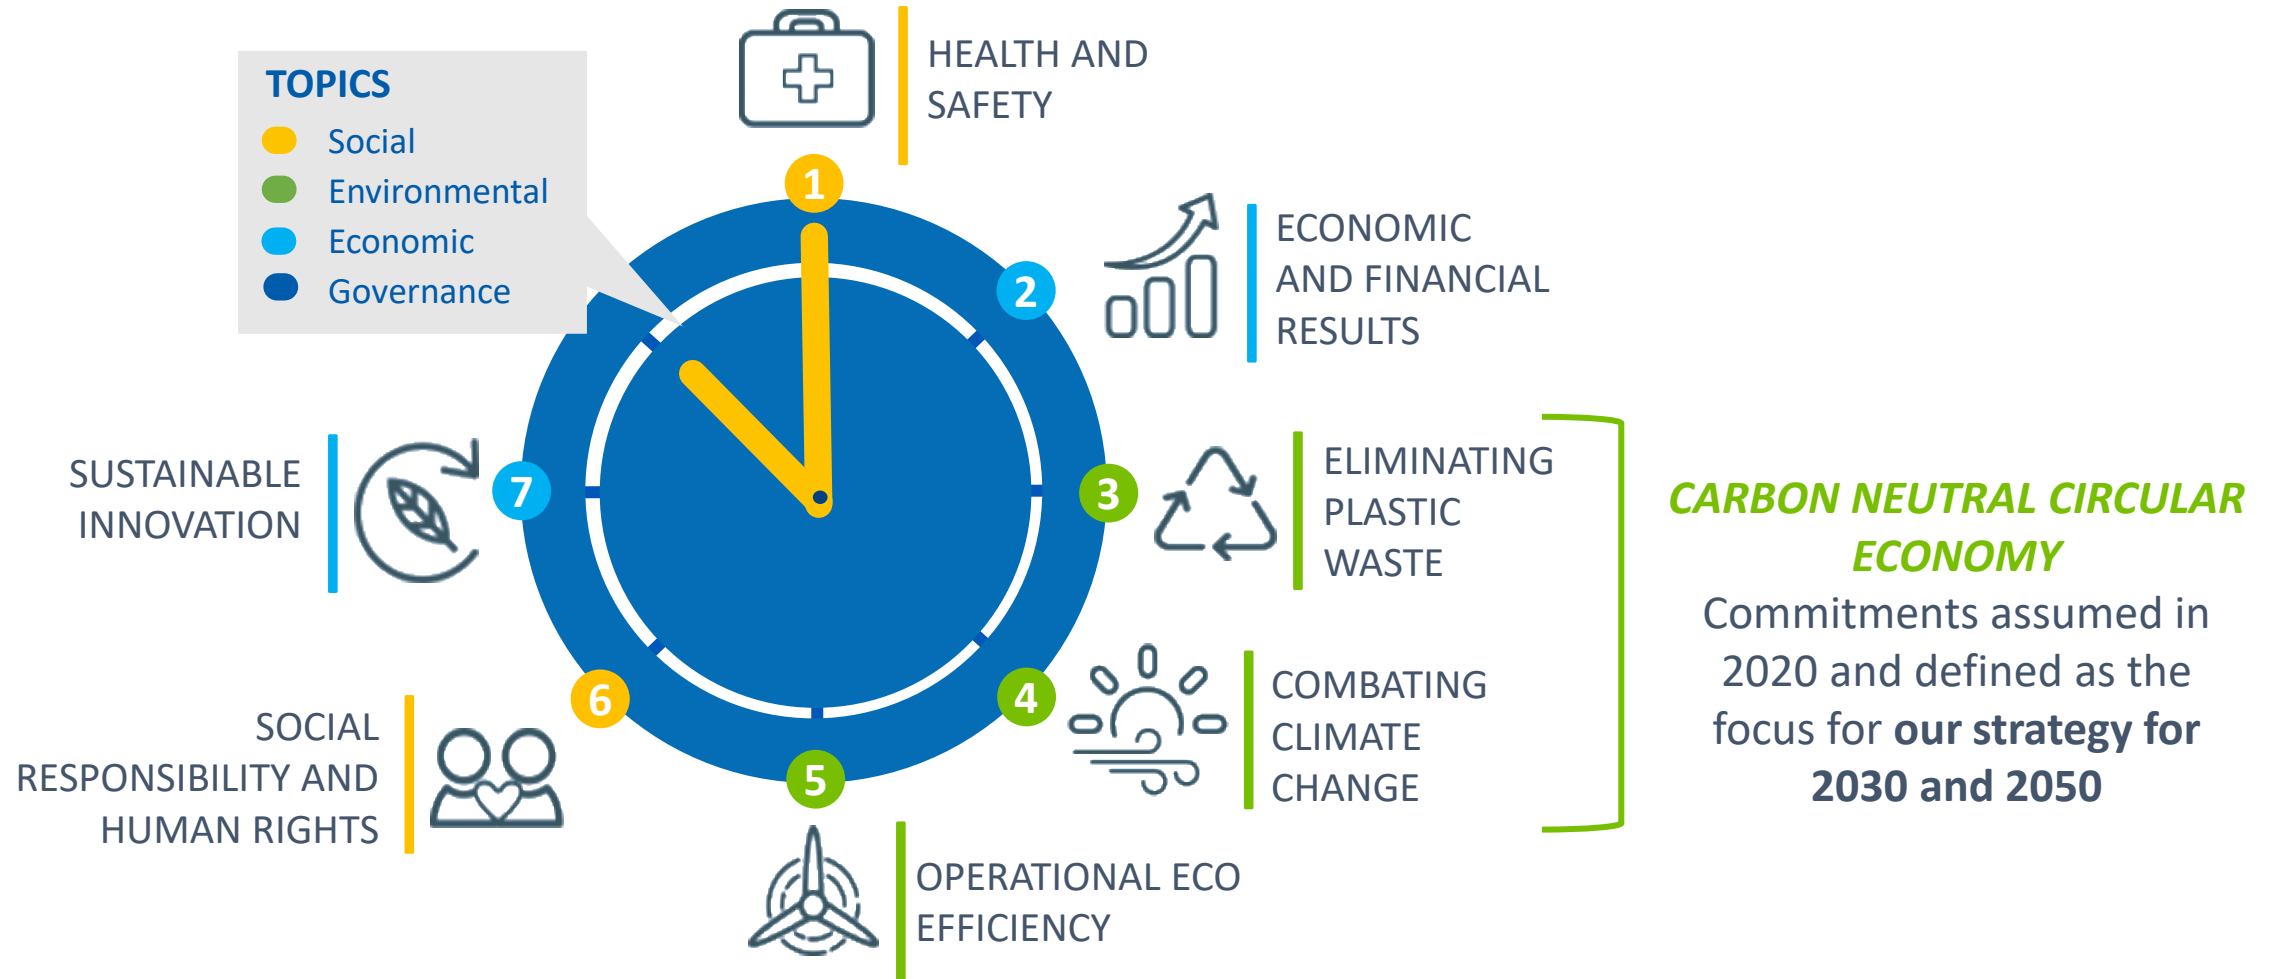 TOPICS
Social
Environmental
Economic
Governance
HEALTH AND
SAFETY
1
2
ECONOMIC
AND FINANCIAL
RESULTS
3
ELIMINATING
PLASTIC
WASTE
4
COMBATING
CLIMATE
CHANGE
5
OPERATIONAL ECO
EFFICIENCY
6
SOCIAL
RESPONSIBILITY AND
HUMAN RIGHTS
7
SUSTAINABLE
INNOVATION
CARBON NEUTRAL CIRCULAR
ECONOMY
Commitments assumed in
2020 and defined as the
focus for our strategy for
2030 and 2050